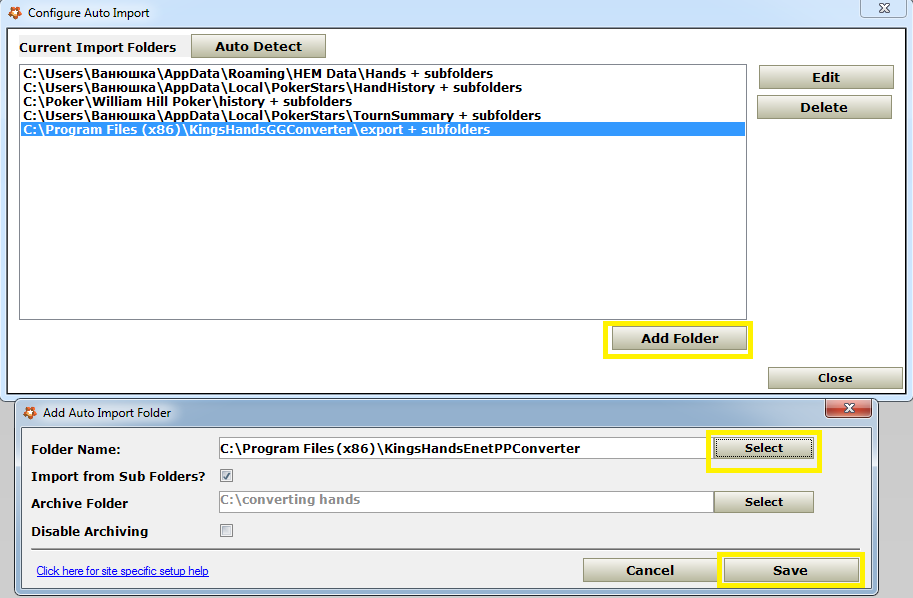 Configure Auto Import
Current Import Folders
Auto Detect
C:\Users\Ванюшка\AppData\Roaming\HEM Data\Hands + subfolders
C:\Users\Ванюшка\AppData\Local\PokerStars\HandHistory + subfolders
C:\Poker\William Hill Poker\history + subfolders
C:\Users\Ванюшка\AppData\Local\PokerStars\TournSummary + subfolders
C:\Program Files (x86)\KingsHandsGGConverter\export + subfolders
Edit
Delete
Add Folder
Close
Add Auto Import Folder
Folder Name:
C:\Program Files(x86)\KingsHandsEnetPPConverter
Select
Import from Sub Folders?
Archive Folder
C:\converting hands
Select
Disable Archiving
Click here for site specific setup help
Cancel
Save